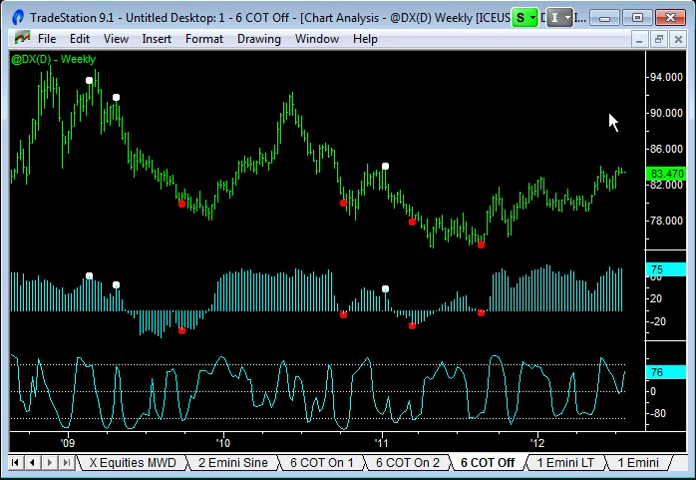 TradeStation 9.1 - Untitled Desktop: 1 - 6 COT Off - [Chart Analysis - @DX(D) Weekly [ICEUS S I
File Edit View Insert Format Drawing Window Help
@DX(D) - Weekly
94.000
90.000
86.000
83.470
82.000
78.000
75
60
20
-20
76
0
-80
'09 '10 '11 '12
X Equities MWD 2 Emini Sine 6 COT On 1 6 COT On 2 6 COT Off 1 Emini LT 1 Emini